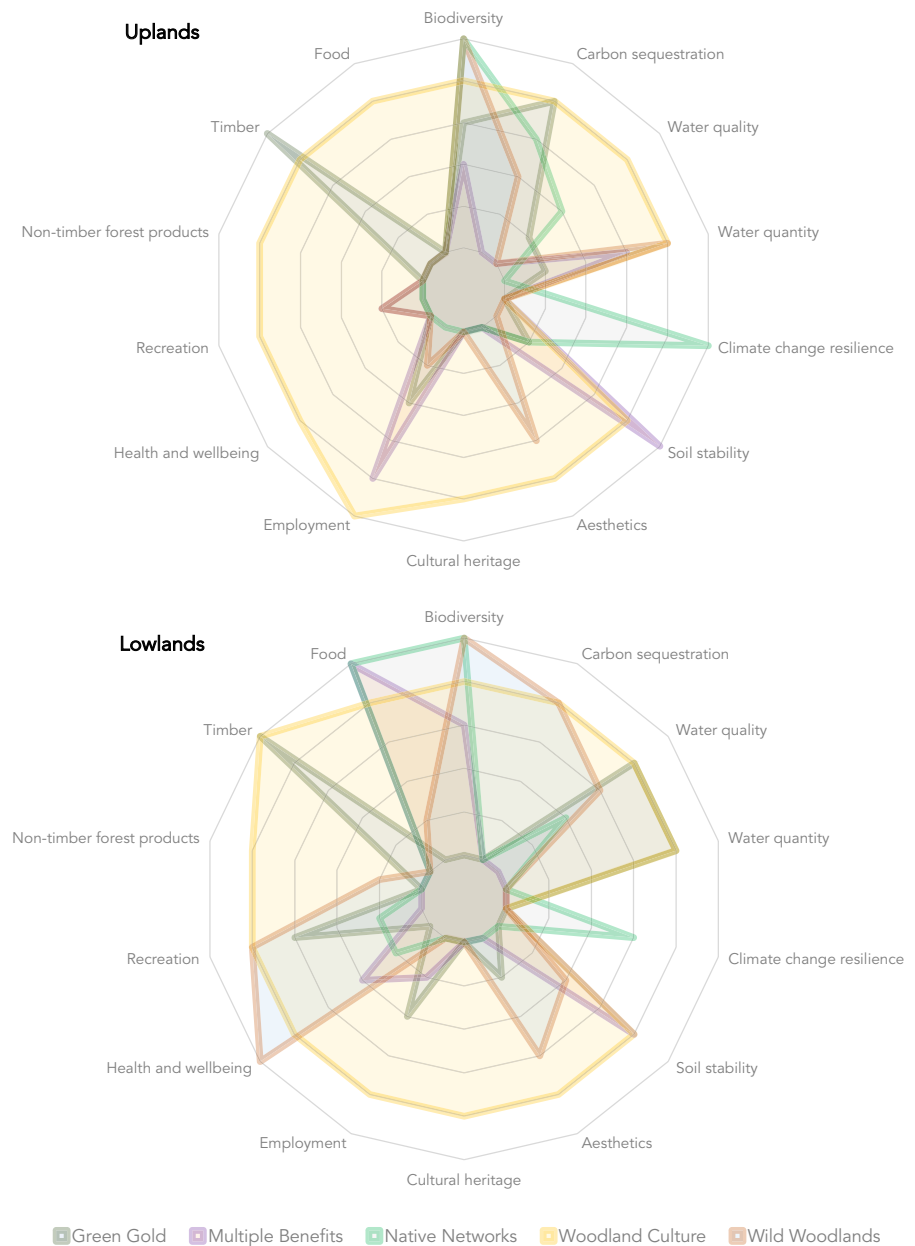 Uplands
Biodiversity
Carbon sequestration
Water quality
Water quantity
Climate change resilience
Soil stability
Aesthetics
Cultural heritage
Employment
Health and wellbeing
Recreation
Non-timber forest products
Timber
Food
Lowlands
Biodiversity
Carbon sequestration
Water quality
Water quantity
Climate change resilience
Soil stability
Aesthetics
Cultural heritage
Employment
Health and wellbeing
Recreation
Non-timber forest products
Timber
Food
Green Gold Multiple Benefits Native Networks Woodland Culture Wild Woodlands